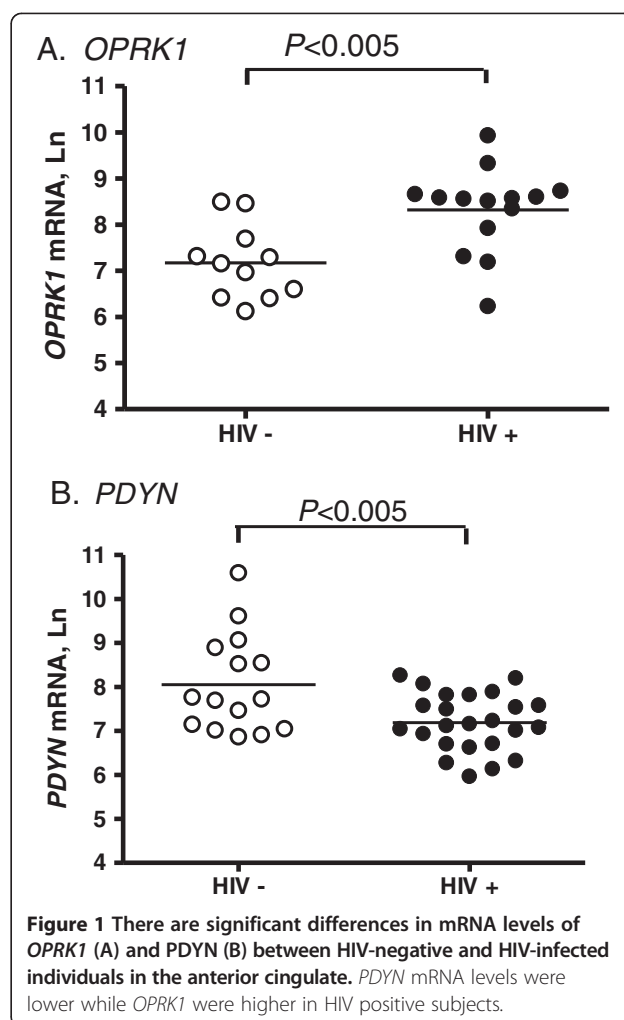 A. OPRK1
P<0.005
11
10
9
8
7
6
5
4
OPRK1 mRNA, Ln
HIV - HIV +
B. PDYN
P<0.005
11
10
9
8
7
6
5
4
PDYN mRNA, Ln
HIV - HIV +
Figure 1 There are significant differences in mRNA levels of
OPRK1 (A) and PDYN (B) between HIV-negative and HIV-infected
individuals in the anterior cingulate. PDYN mRNA levels were
lower while OPRK1 were higher in HIV positive subjects.